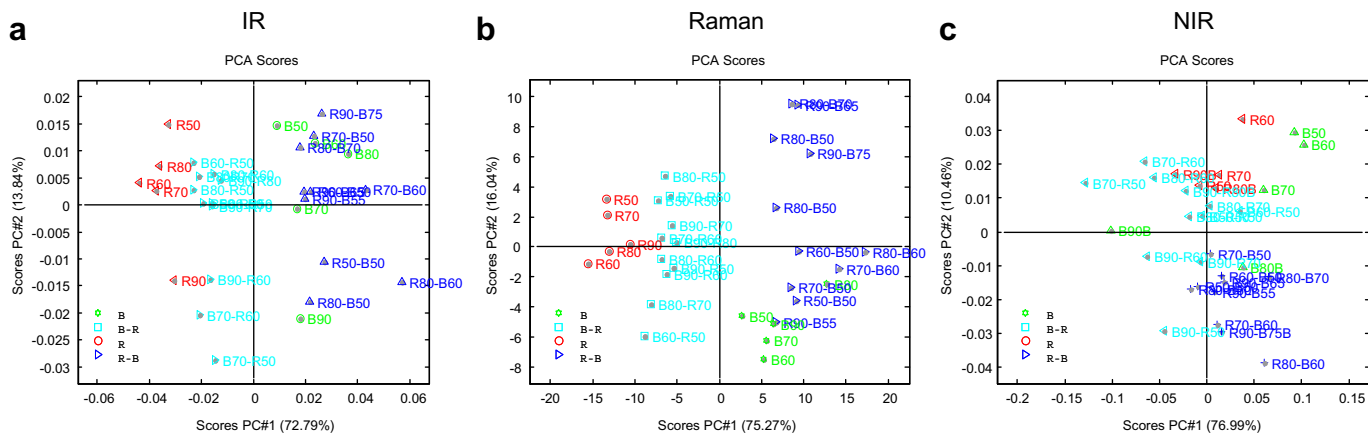 IR
Raman
NIR
a
b
c
PCA Scores
0.02
0.015
0.01
0.005
0
-0.005
-0.01
-0.015
-0.02
-0.025
-0.03
Scores PC#2 (13.84%)
R50
R80
R60
R70
R90
B60-R50
B80-R50
B90-R60
B70-R60
B70-R50
B50
B80
B70
B90
R90-B75
R70-B50
R80-B70
R70-B60
R90-B55
R50-B50
R80-B60
R80-B50
B
B-R
R
R-B
-0.06
-0.04
-0.02
0
0.02
0.04
0.06
Scores PC#1 (72.79%)
PCA Scores
10
8
6
4
2
0
-2
-4
-6
-8
Scores PC#2 (16.04%)
R80-B70
R90-B65
R80-B50
R90-B75
B80-R50
B70-R50
R50
R70
R80-B50
B90-R70
R90
R80
R60
B80-R60
R60-B50
R80-B60
R70-B60
B80-R70
B60-R50
R70-B50
R50-B50
R90-B55
B50
B70
B60
B
B-R
R
R-B
-20
-15
-10
-5
0
5
10
15
20
Scores PC#1 (75.27%)
PCA Scores
0.04
0.03
0.02
0.01
0
-0.01
-0.02
-0.03
-0.04
Scores PC#2 (10.46%)
R60
B50
B60
B70-R60
B70-R50
R70
B70
B80-R70
B90B
B90-R60
R70-B50
B80B
R80-B70
R50-B55
R70-B60
R90-B75B
B90-R50
R80-B60
B
B-R
R
R-B
-0.2
-0.15
-0.1
-0.05
0
0.05
0.1
0.15
Scores PC#1 (76.99%)